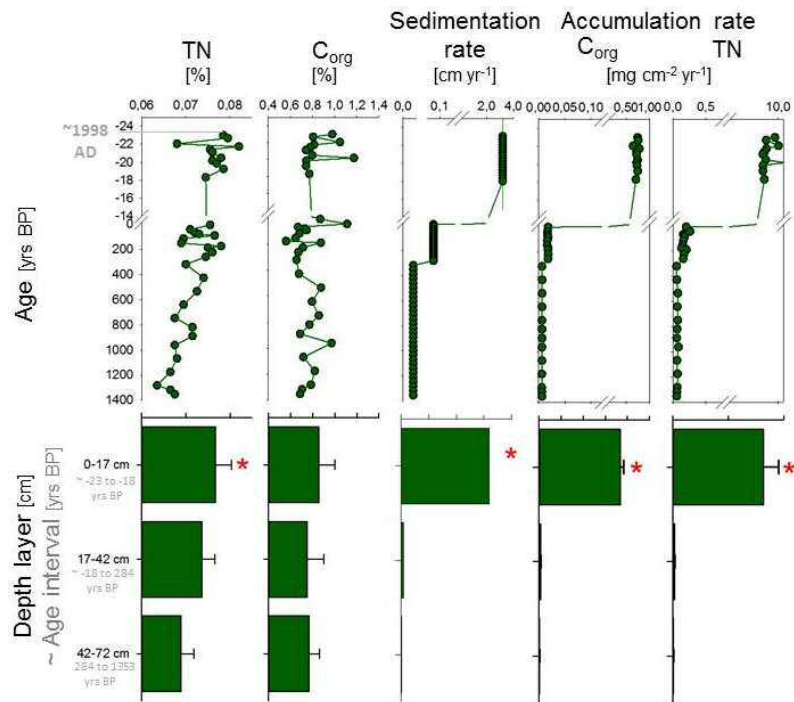 Sedimentation Accumulation rate
TN C_org rate C_org TN
[%] [%] [cm yr⁻¹] [mg cm⁻² yr⁻¹]
0,06 0,07 0,08 0,4 0,6 0,8 1,0 1,2 1,4 0,0 0,1 2,0 4,0 0,00 0,05 0,10 0,50 1,00 0,0 0,5 10,0
~1998
AD
-24
-22
-20
-18
-16
-14
0
200
400
600
800
1000
1200
1400
Age [yrs BP]
0-17 cm
~ -23 to -18
yrs BP
*
*
*
*
17-42 cm
~ -18 to 284
yrs BP
42-72 cm
284 to 1353
yrs BP
Depth layer [cm]
~ Age interval [yrs BP]